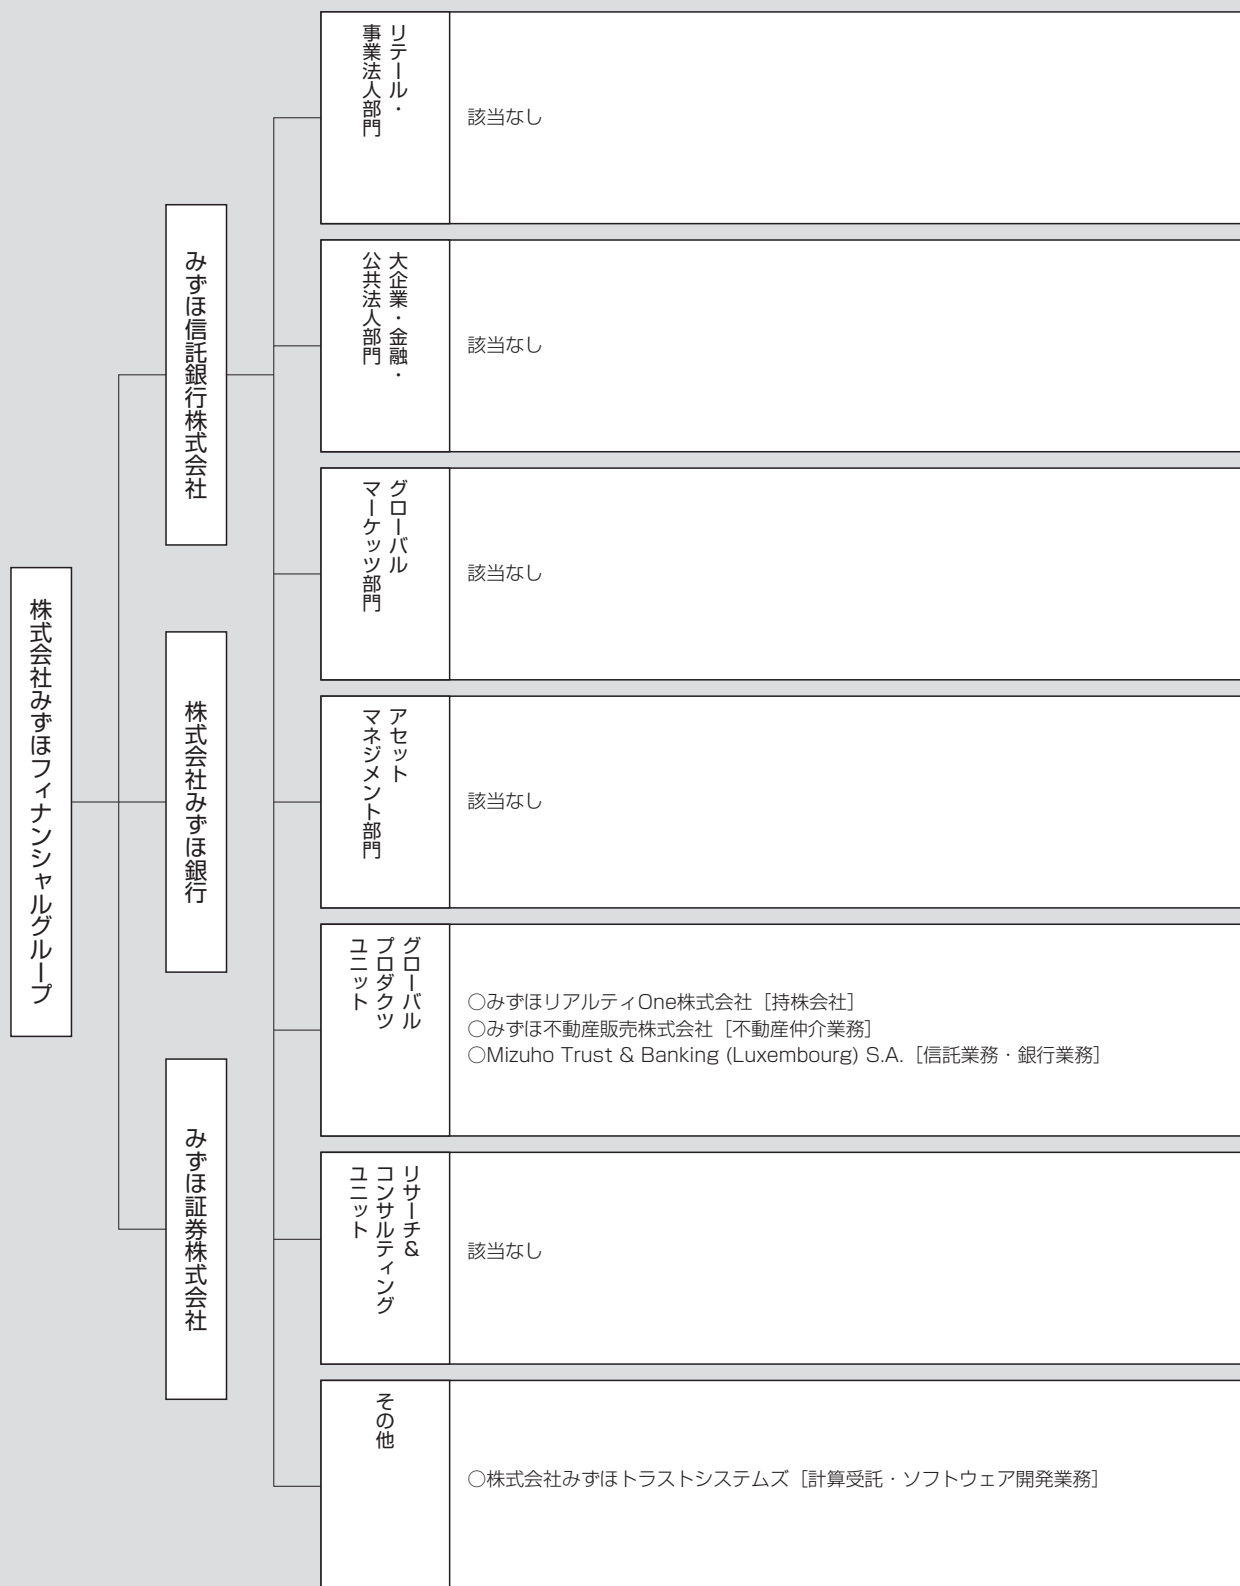 株式会社みずほフィナンシャルグループ
みずほ信託銀行株式会社
株式会社みずほ銀行
みずほ証券株式会社
リテール・
事業法人部門
該当なし
大企業・金融・
公共法人部門
該当なし
グローバル
マーケッツ部門
該当なし
アセット
マネジメント部門
該当なし
グローバル
プロダクツ
ユニット
○みずほリアルティOne株式会社［持株会社］
○みずほ不動産販売株式会社［不動産仲介業務］
○Mizuho Trust & Banking (Luxembourg) S.A.［信託業務・銀行業務］
リサーチ&
コンサルティング
ユニット
該当なし
その他
○株式会社みずほトラストシステムズ［計算受託・ソフトウェア開発業務］